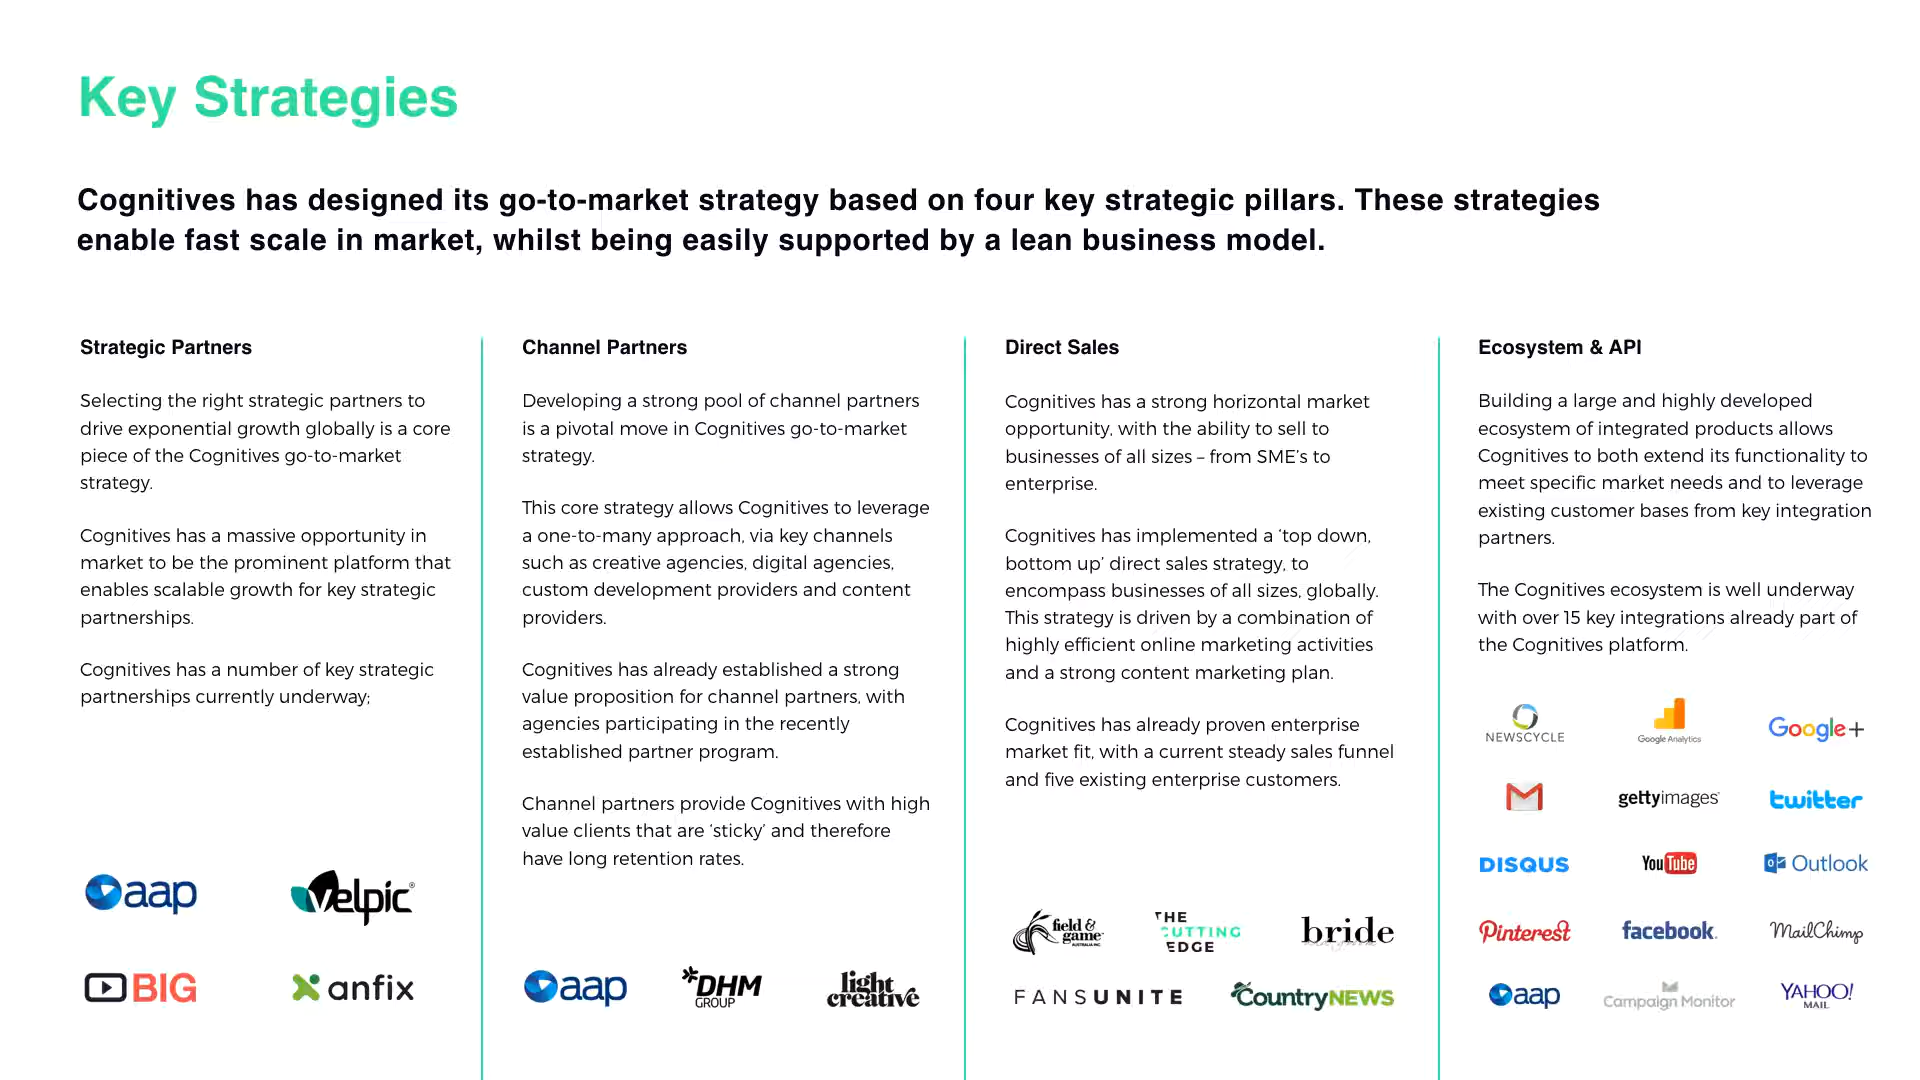 Key Strategies
Cognitives has designed its go-to-market strategy based on four key strategic pillars. These strategies
enable fast scale in market, whilst being easily supported by a lean business model.
Strategic Partners
Selecting the right strategic partners to
drive exponential growth globally is a core
piece of the Cognitives go-to-market
strategy.
Cognitives has a massive opportunity in
market to be the prominent platform that
enables scalable growth for key strategic
partnerships.
Cognitives has a number of key strategic
partnerships currently underway;
aap
velpic®
BIG
anfix
Channel Partners
Developing a strong pool of channel partners
is a pivotal move in Cognitives go-to-market
strategy.
This core strategy allows Cognitives to leverage
a one-to-many approach, via key channels
such as creative agencies, digital agencies,
custom development providers and content
providers.
Cognitives has already established a strong
value proposition for channel partners, with
agencies participating in the recently
established partner program.
Channel partners provide Cognitives with high
value clients that are ‘sticky’ and therefore
have long retention rates.
aap
DHM
GROUP
light
creative
Direct Sales
Cognitives has a strong horizontal market
opportunity, with the ability to sell to
businesses of all sizes – from SME’s to
enterprise.
Cognitives has implemented a ‘top down,
bottom up’ direct sales strategy, to
encompass businesses of all sizes, globally.
This strategy is driven by a combination of
highly efficient online marketing activities
and a strong content marketing plan.
Cognitives has already proven enterprise
market fit, with a current steady sales funnel
and five existing enterprise customers.
field &
game
AUSTRALIA INC.
THE
CUTTING
EDGE
bride
FANSUNITE
CountryNEWS
Ecosystem & API
Building a large and highly developed
ecosystem of integrated products allows
Cognitives to both extend its functionality to
meet specific market needs and to leverage
existing customer bases from key integration
partners.
The Cognitives ecosystem is well underway
with over 15 key integrations already part of
the Cognitives platform.
NEWSCYCLE
Google Analytics
Google+
gettyimages®
twitter
DISQUS
YouTube
Outlook
Pinterest
facebook.
MailChimp
aap
Campaign Monitor
YAHOO!
MAIL